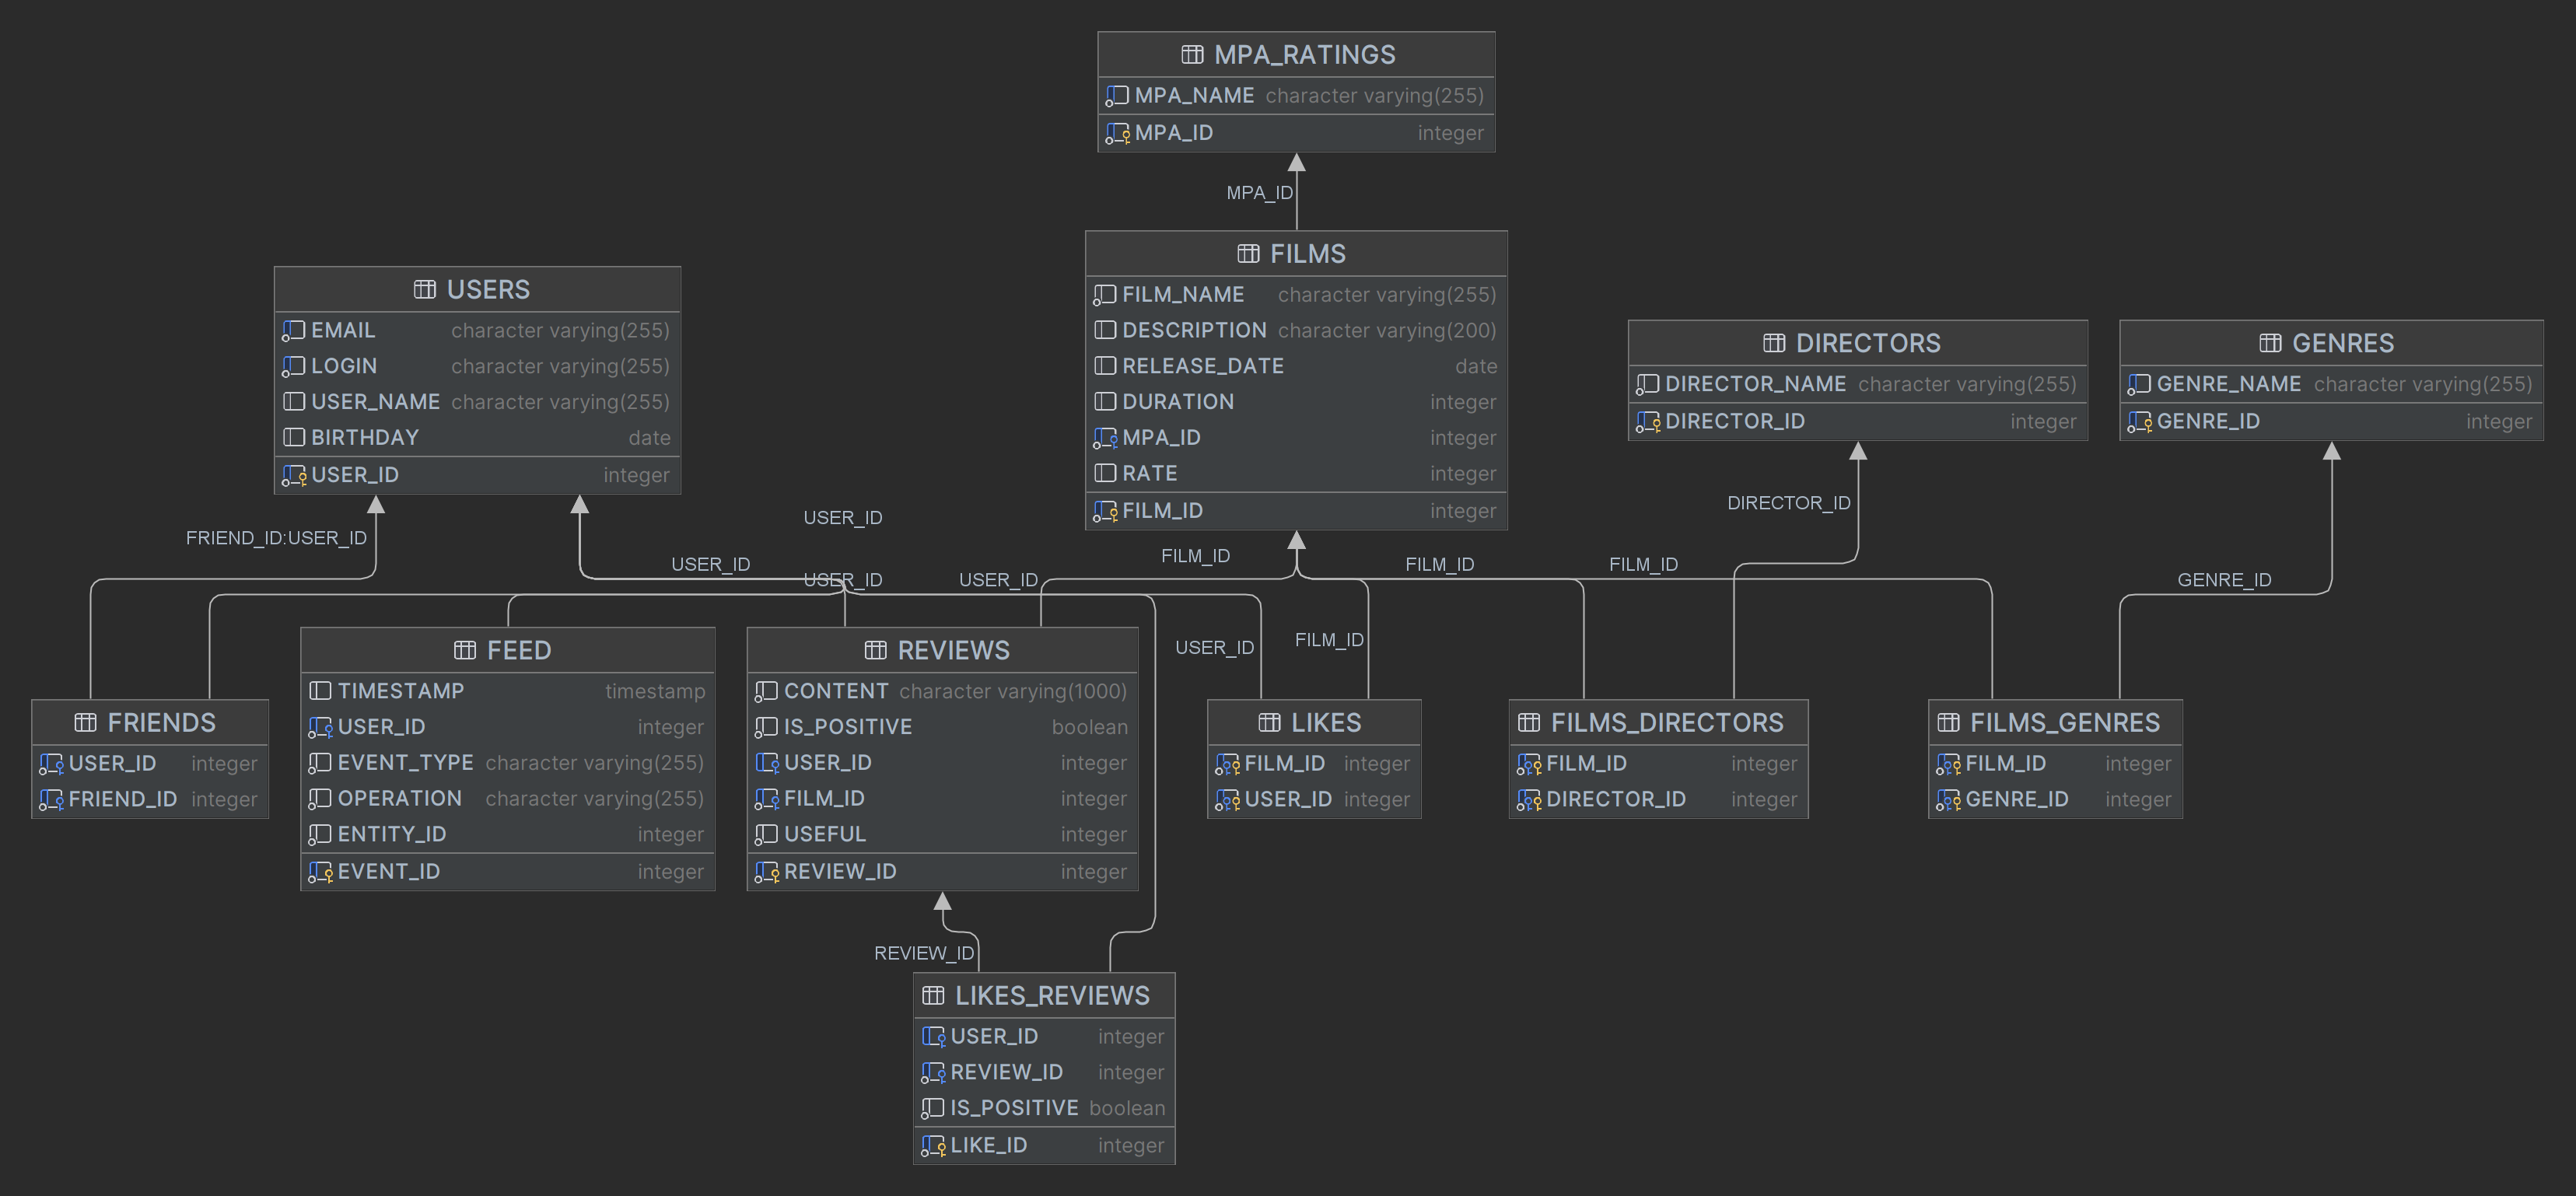 MPA_RATINGS
MPA_NAME character varying(255)
MPA_ID integer
MPA_ID
FILMS
FILM_NAME character varying(255)
DESCRIPTION character varying(200)
RELEASE_DATE date
DURATION integer
MPA_ID integer
RATE integer
FILM_ID integer
USERS
EMAIL character varying(255)
LOGIN character varying(255)
USER_NAME character varying(255)
BIRTHDAY date
USER_ID integer
DIRECTORS
DIRECTOR_NAME character varying(255)
DIRECTOR_ID integer
GENRES
GENRE_NAME character varying(255)
GENRE_ID integer
FRIEND_ID:USER_ID
USER_ID
USER_ID
USER_ID
USER_ID
FILM_ID
FILM_ID
FILM_ID
DIRECTOR_ID
GENRE_ID
USER_ID
FILM_ID
FRIENDS
USER_ID integer
FRIEND_ID integer
FEED
TIMESTAMP timestamp
USER_ID integer
EVENT_TYPE character varying(255)
OPERATION character varying(255)
ENTITY_ID integer
EVENT_ID integer
REVIEWS
CONTENT character varying(1000)
IS_POSITIVE boolean
USER_ID integer
FILM_ID integer
USEFUL integer
REVIEW_ID integer
LIKES
FILM_ID integer
USER_ID integer
FILMS_DIRECTORS
FILM_ID integer
DIRECTOR_ID integer
FILMS_GENRES
FILM_ID integer
GENRE_ID integer
REVIEW_ID
LIKES_REVIEWS
USER_ID integer
REVIEW_ID integer
IS_POSITIVE boolean
LIKE_ID integer